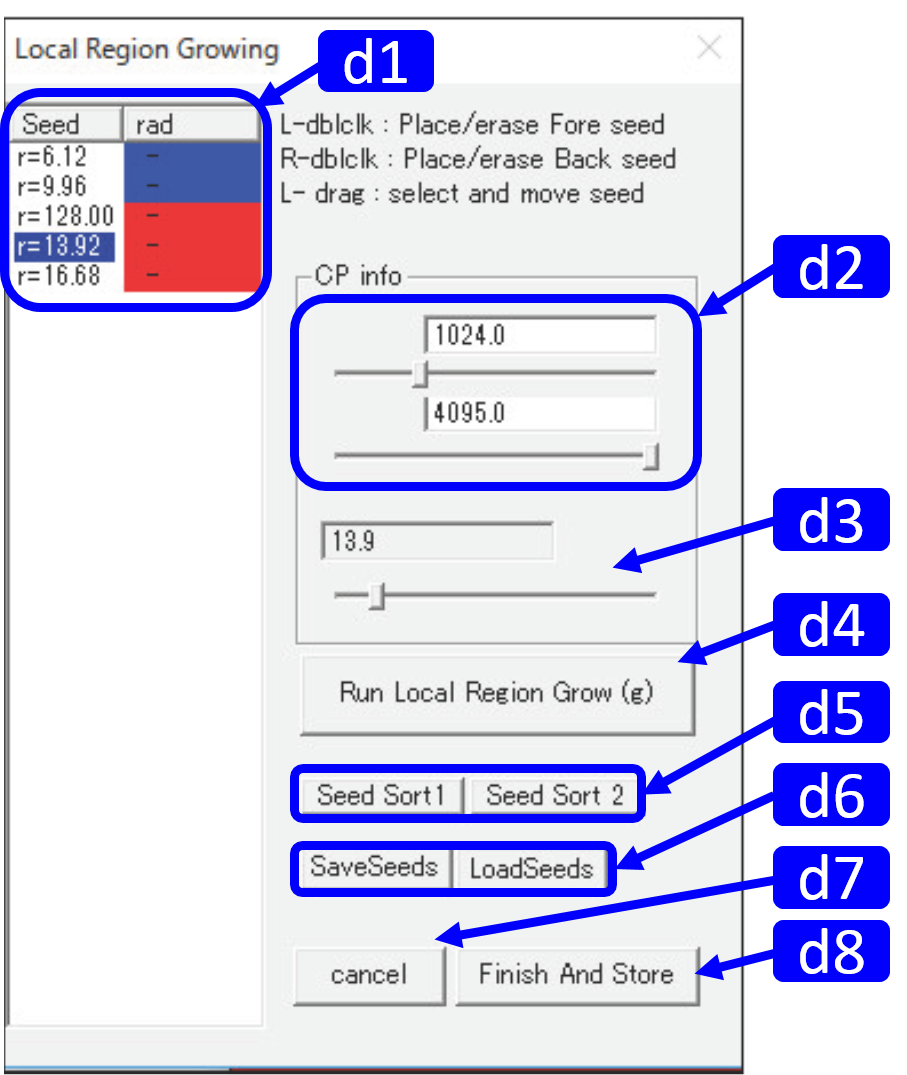 Local Region Growing
d1
Seed rad
r=6.12 -
r=9.96 -
r=128.00 -
r=13.92 -
r=16.68 -
L-dblclk : Place/erase Fore seed
R-dblclk : Place/erase Back seed
L- drag : select and move seed
d2
CP info
1024.0
4095.0
d3
13.9
d4
Run Local Region Grow (g)
d5
Seed Sort1 Seed Sort 2
d6
SaveSeeds LoadSeeds
d7
cancel Finish And Store
d8